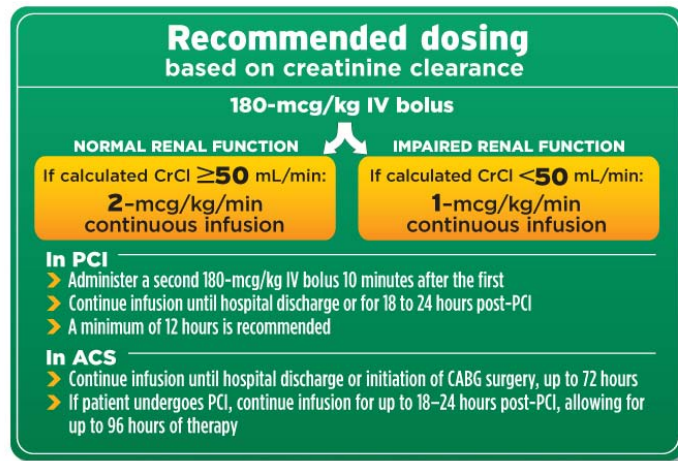 Recommended dosing
based on creatinine clearance
180-mcg/kg IV bolus
NORMAL RENAL FUNCTION
If calculated CrCl ≥50 mL/min:
2-mcg/kg/min
continuous infusion
IMPAIRED RENAL FUNCTION
If calculated CrCl <50 mL/min:
1-mcg/kg/min
continuous infusion
In PCI
Administer a second 180-mcg/kg IV bolus 10 minutes after the first
Continue infusion until hospital discharge or for 18 to 24 hours post-PCI
A minimum of 12 hours is recommended
In ACS
Continue infusion until hospital discharge or initiation of CABG surgery, up to 72 hours
If patient undergoes PCI, continue infusion for up to 18–24 hours post-PCI, allowing for
up to 96 hours of therapy